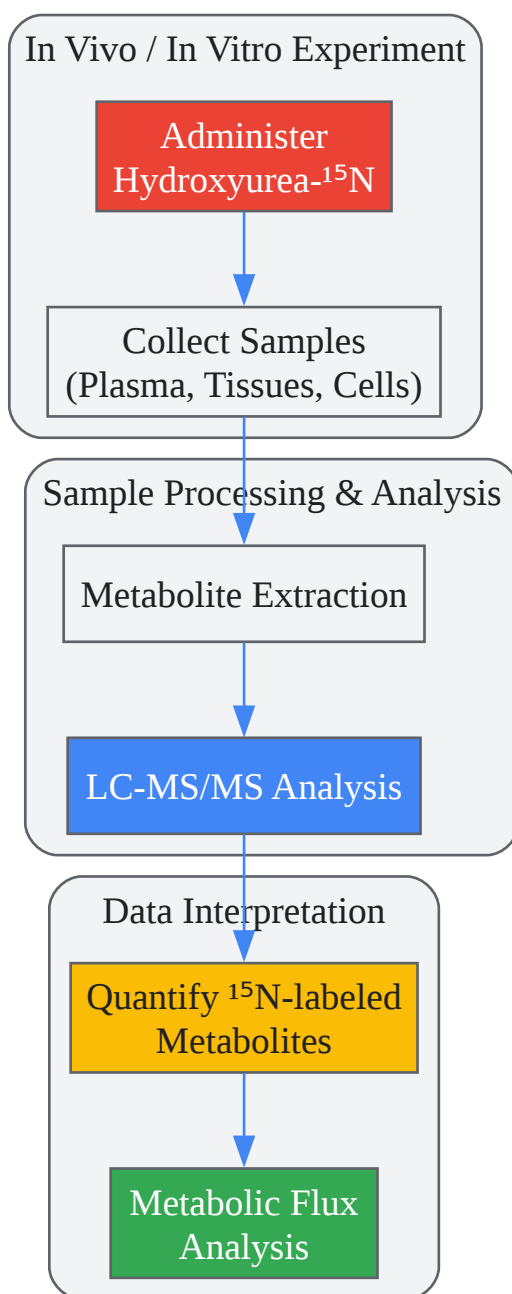 In Vivo / In Vitro Experiment
Administer
Hydroxyurea-¹⁵N
Collect Samples
(Plasma, Tissues, Cells)
Sample Processing & Analysis
Metabolite Extraction
LC-MS/MS Analysis
Data Interpretation
Quantify ¹⁵N-labeled
Metabolites
Metabolic Flux
Analysis